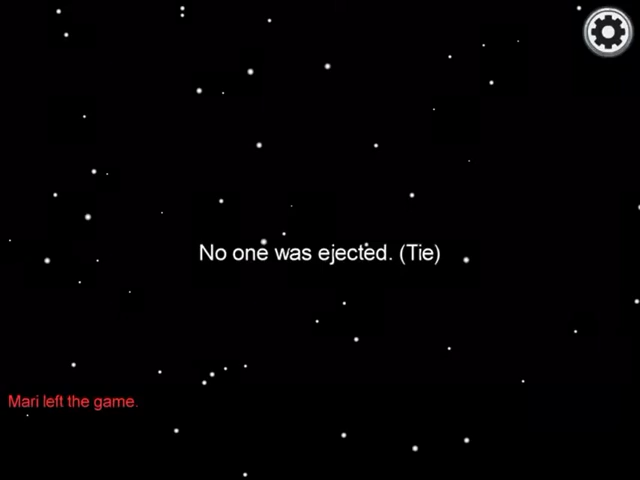 No one was ejected. (Tie)
Mari left the game.